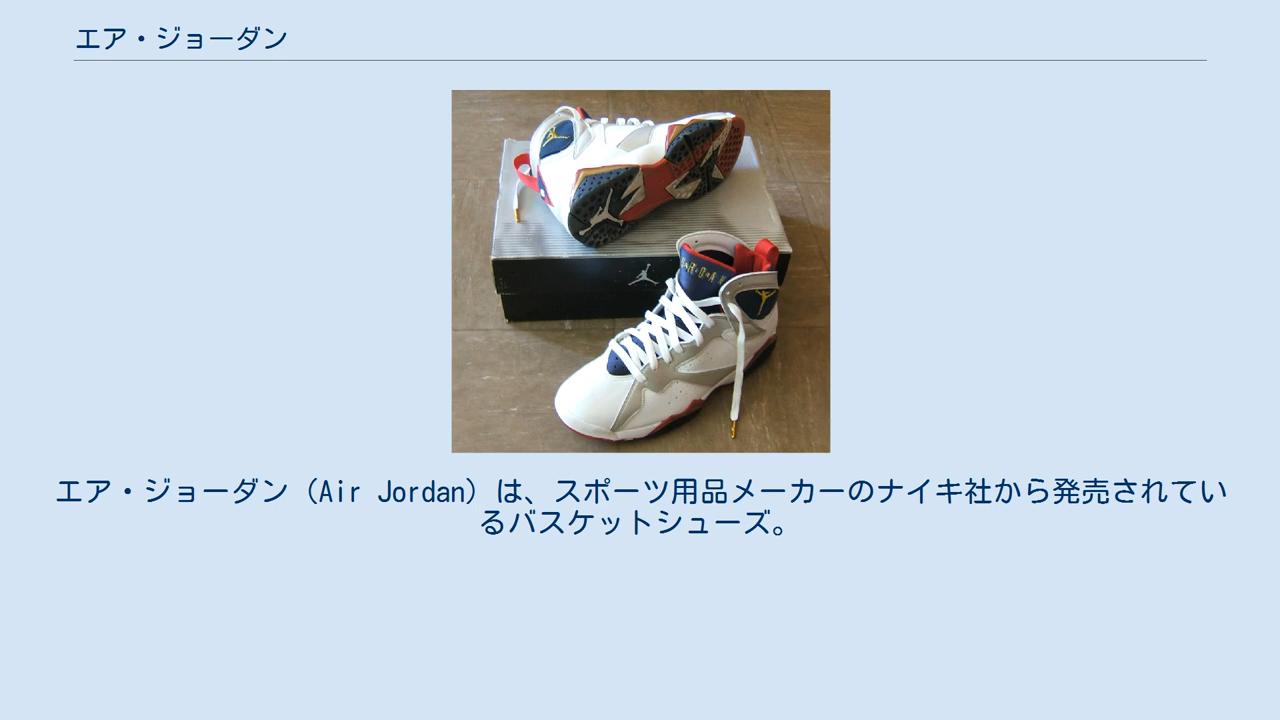 エア・ジョーダン
エア・ジョーダン（Air Jordan）は、スポーツ用品メーカーのナイキ社から発売されてい
るバスケットシューズ。